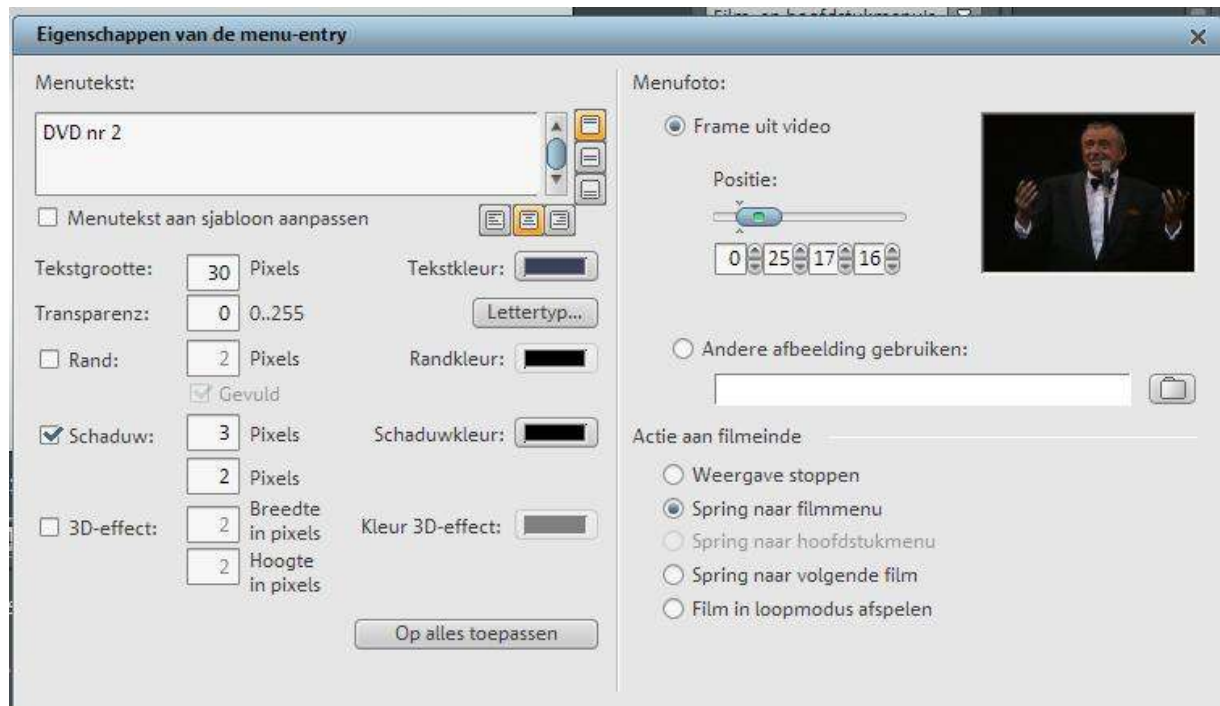 Film- en hoofdstukmenu's
Eigenschappen van de menu-entry
Menutekst:
DVD nr 2
Menutekst aan sjabloon aanpassen
Tekstgrootte: 30 Pixels Tekstkleur:
Transparenz: 0 0..255 Lettertyp...
Rand: 2 Pixels Randkleur:
Gevuld
Schaduw: 3 Pixels Schaduwkleur:
2 Pixels
3D-effect: 2 Breedte in pixels Kleur 3D-effect:
2 Hoogte in pixels
Op alles toepassen
Menufoto:
Frame uit video
Positie:
0 25 17 16
Andere afbeelding gebruiken:
Actie aan filmeinde
Weergave stoppen
Spring naar filmmenu
Spring naar hoofdstukmenu
Spring naar volgende film
Film in loopmodus afspelen